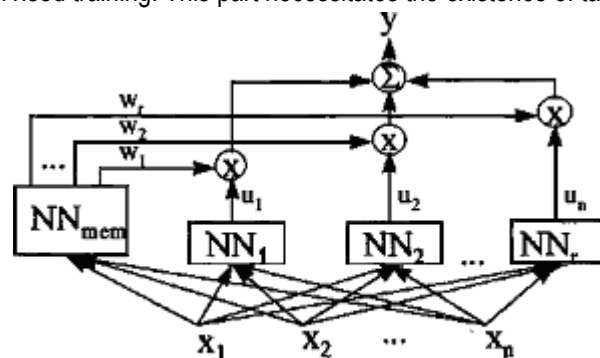 need training. This part necessitates the existence of ta
y
Σ
w_r
x
w_2
x
...
w_1
x
u_1
u_2
u_n
NN_mem
NN_1
NN_2
...
NN_r
x_1
x_2
...
x_n